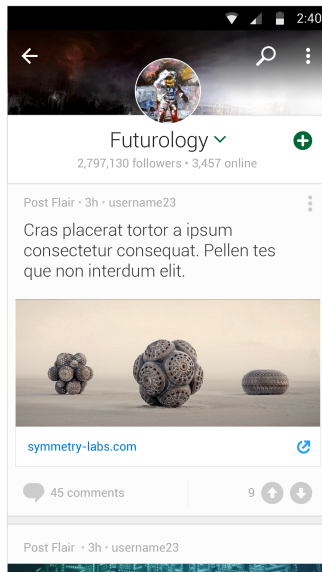 2:40
Futurology
2,797,130 followers • 3,457 online
Post Flair • 3h • username23
Cras placerat tortor a ipsum
consectetur consequat. Pellen tes
que non interdum elit.
symmetry-labs.com
45 comments
9
Post Flair • 3h • username23